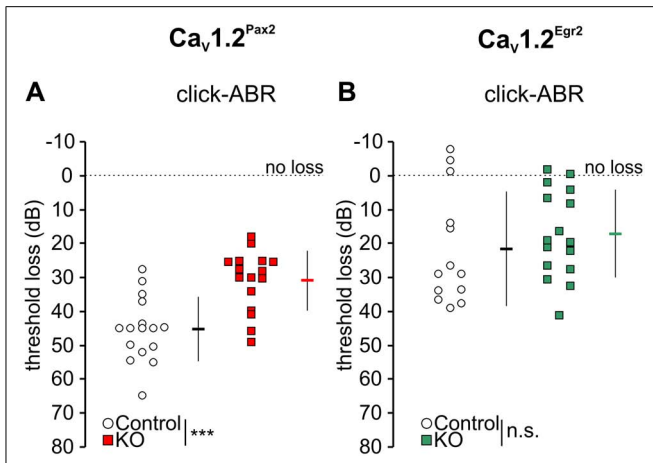 Cav1.2Pax2
A
click-ABR
threshold loss (dB)
-10
0
10
20
30
40
50
60
70
80
no loss
Control
KO
***
Cav1.2Egr2
B
click-ABR
threshold loss (dB)
-10
0
10
20
30
40
50
60
70
80
no loss
Control
KO
n.s.